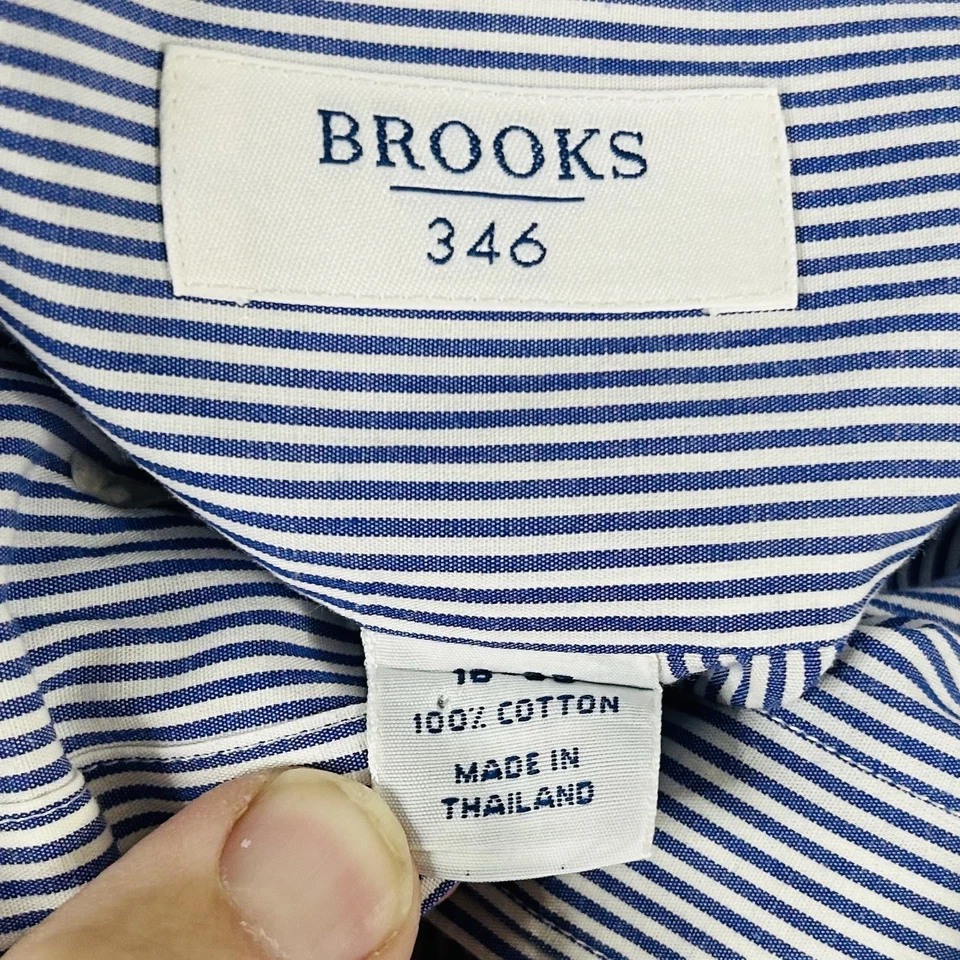 BROOKS
346
100% COTTON
MADE IN
THAILAND